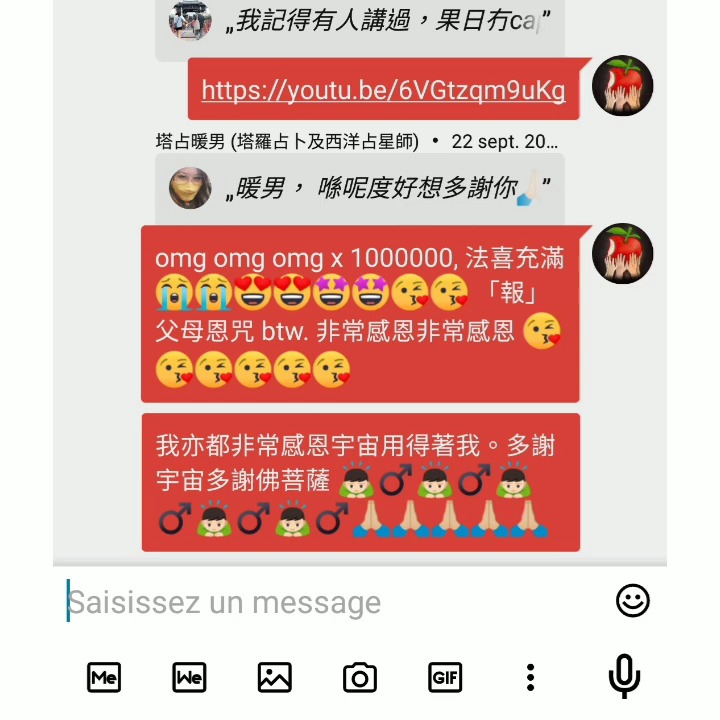 „我記得有人講過，果日冇ca”
https://youtu.be/6VGtzqm9uKg
塔占暖男 (塔羅占卜及西洋占星師) • 22 sept. 20...
„暖男， 喺呢度好想多謝你🙏🏻”
omg omg omg x 1000000, 法喜充滿
😭😭😍😍🤩🤩😘😘 「報」
父母恩咒 btw. 非常感恩非常感恩 😘
😘😘😘😘😘
我亦都非常感恩宇宙用得著我。多謝
宇宙多謝佛菩薩 🙇🏻♂🙇🏻♂🙇🏻
♂🙇🏻♂🙇🏻♂🙏🏻🙏🏻🙏🏻🙏🏻🙏🏻
Saisissez un message
Me We GIF